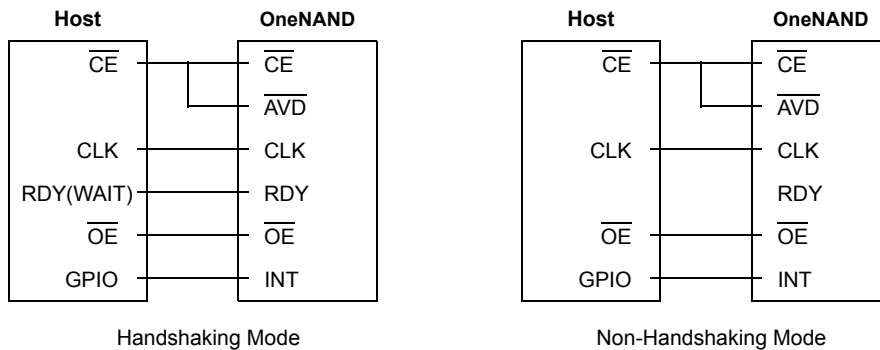 Host OneNAND
CE CE
AVD
CLK CLK
RDY(WAIT) RDY
OE OE
GPIO INT
Handshaking Mode
Host OneNAND
CE CE
AVD
CLK CLK
RDY
OE OE
GPIO INT
Non-Handshaking Mode